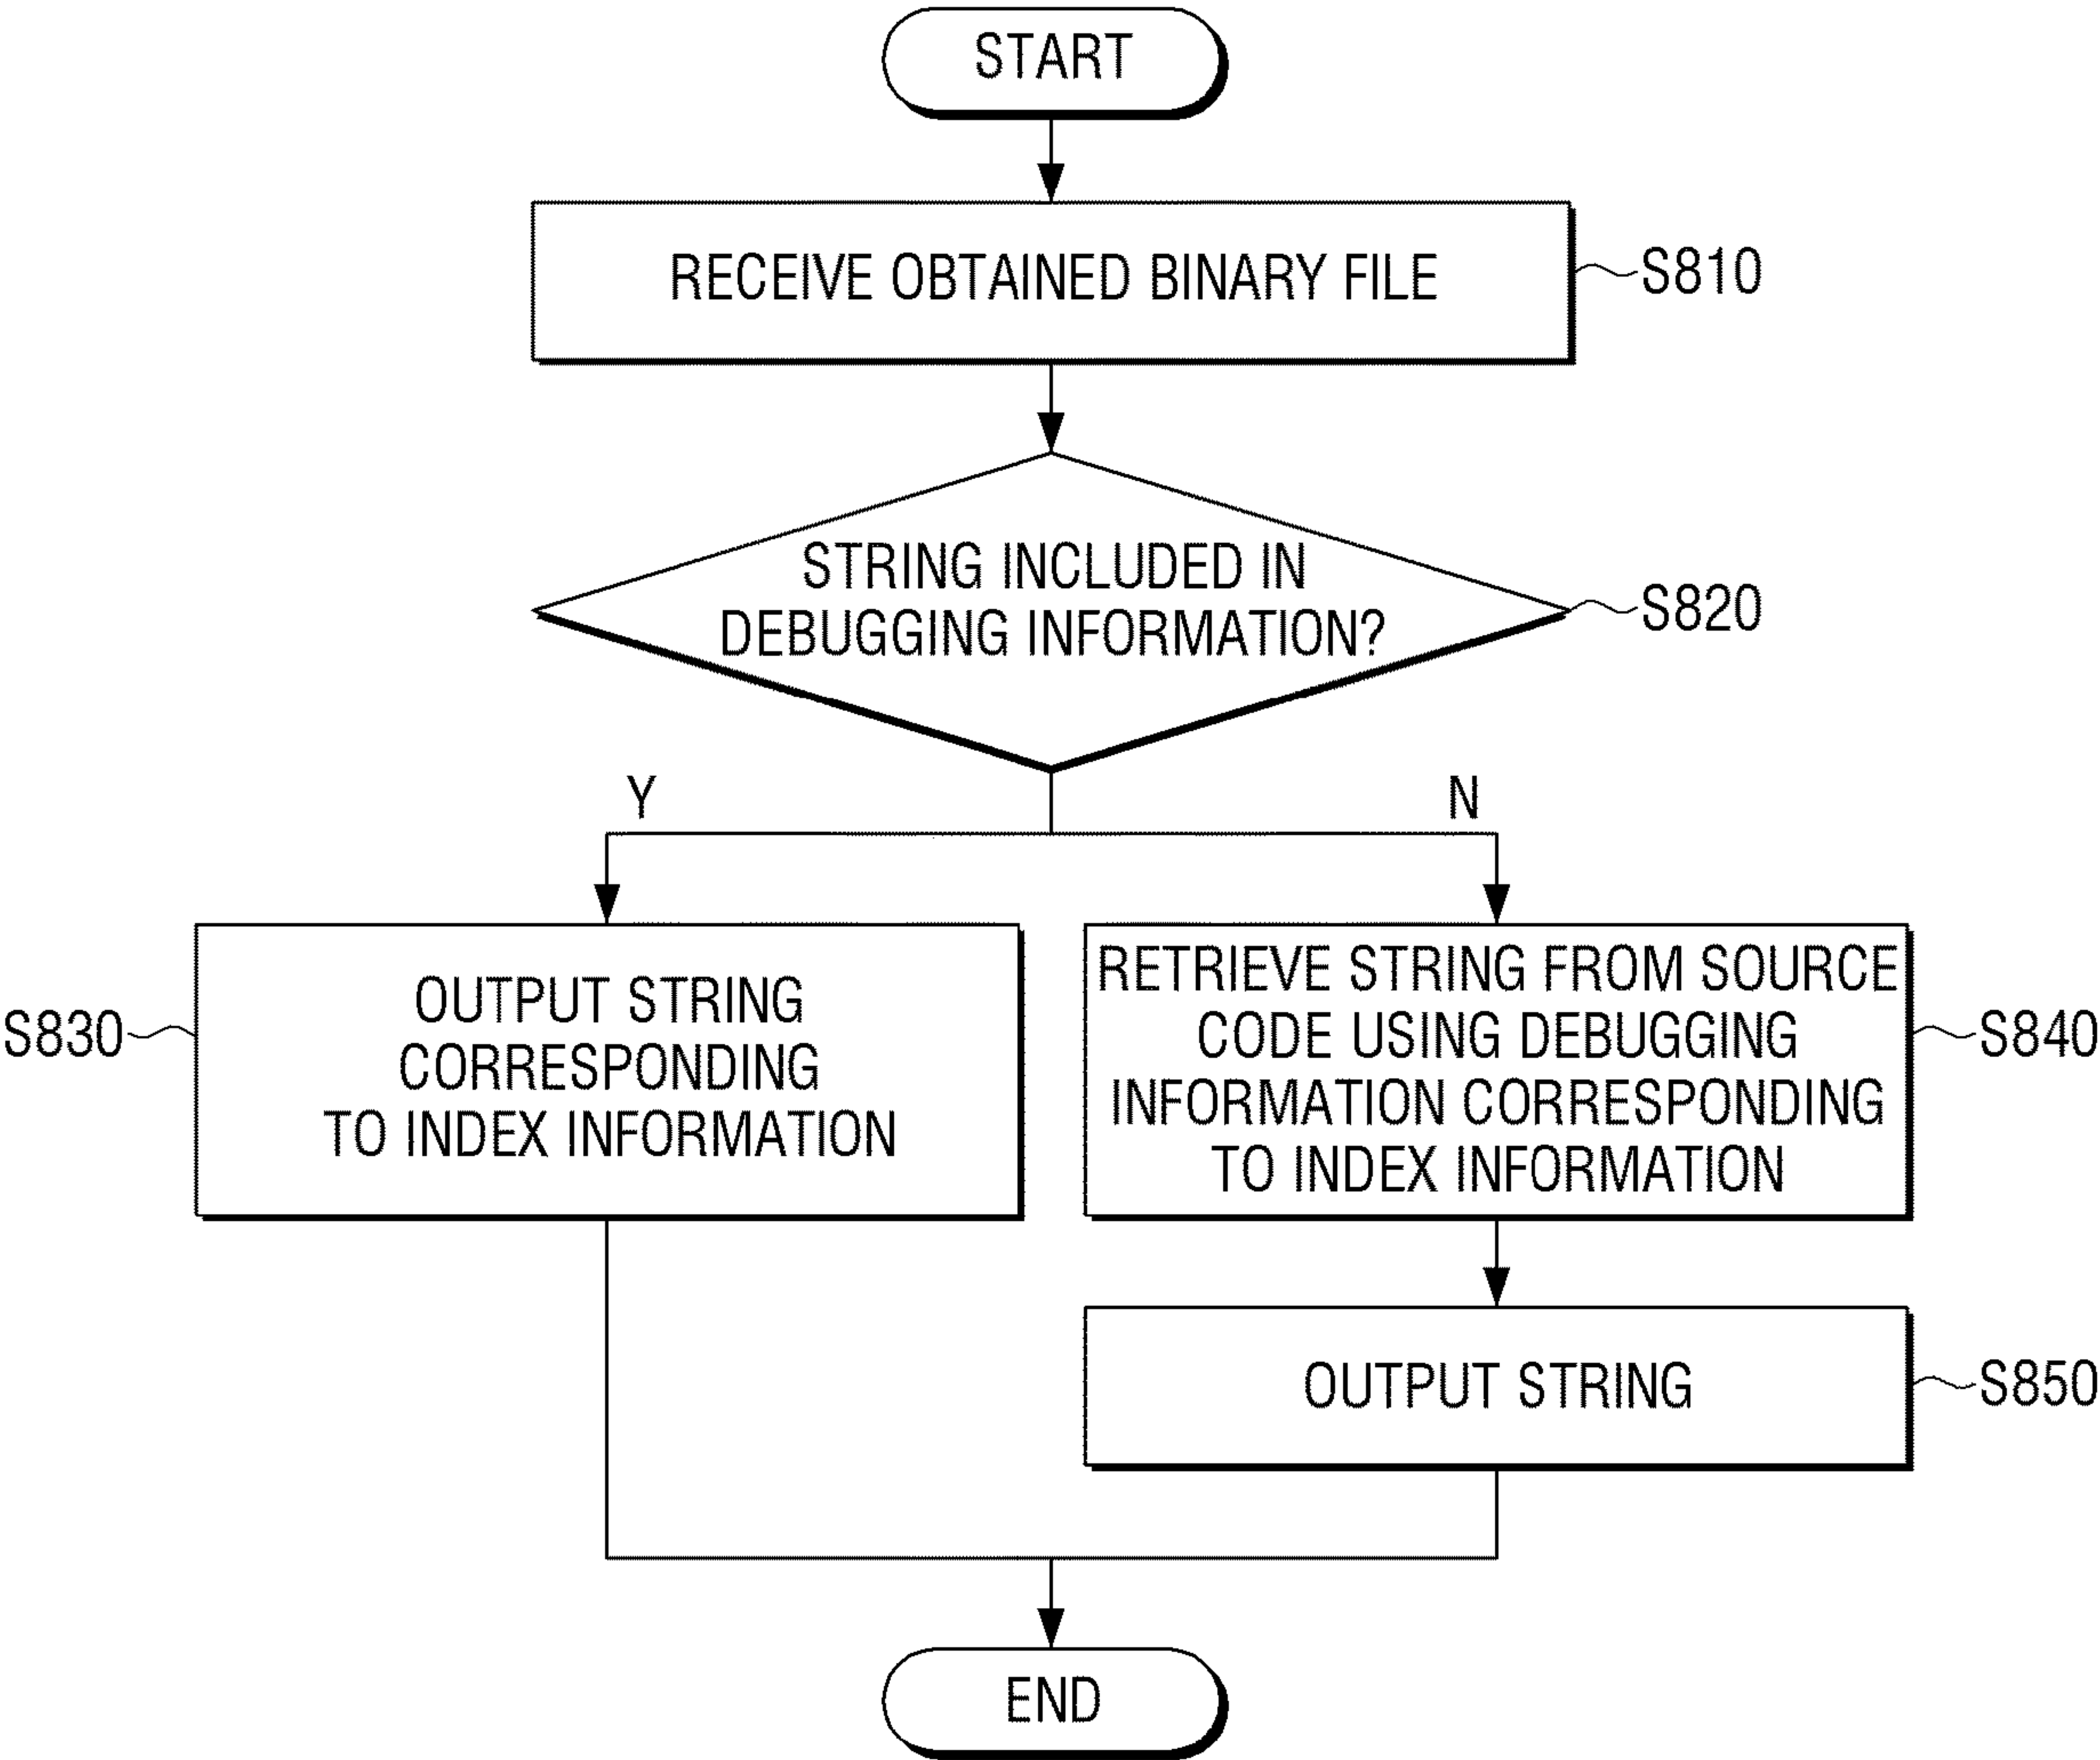 START
RECEIVE OBTAINED BINARY FILE
S810
STRING INCLUDED IN
DEBUGGING INFORMATION?
S820
Y
N
S830
OUTPUT STRING
CORRESPONDING
TO INDEX INFORMATION
RETRIEVE STRING FROM SOURCE
CODE USING DEBUGGING
INFORMATION CORRESPONDING
TO INDEX INFORMATION
S840
OUTPUT STRING
S850
END